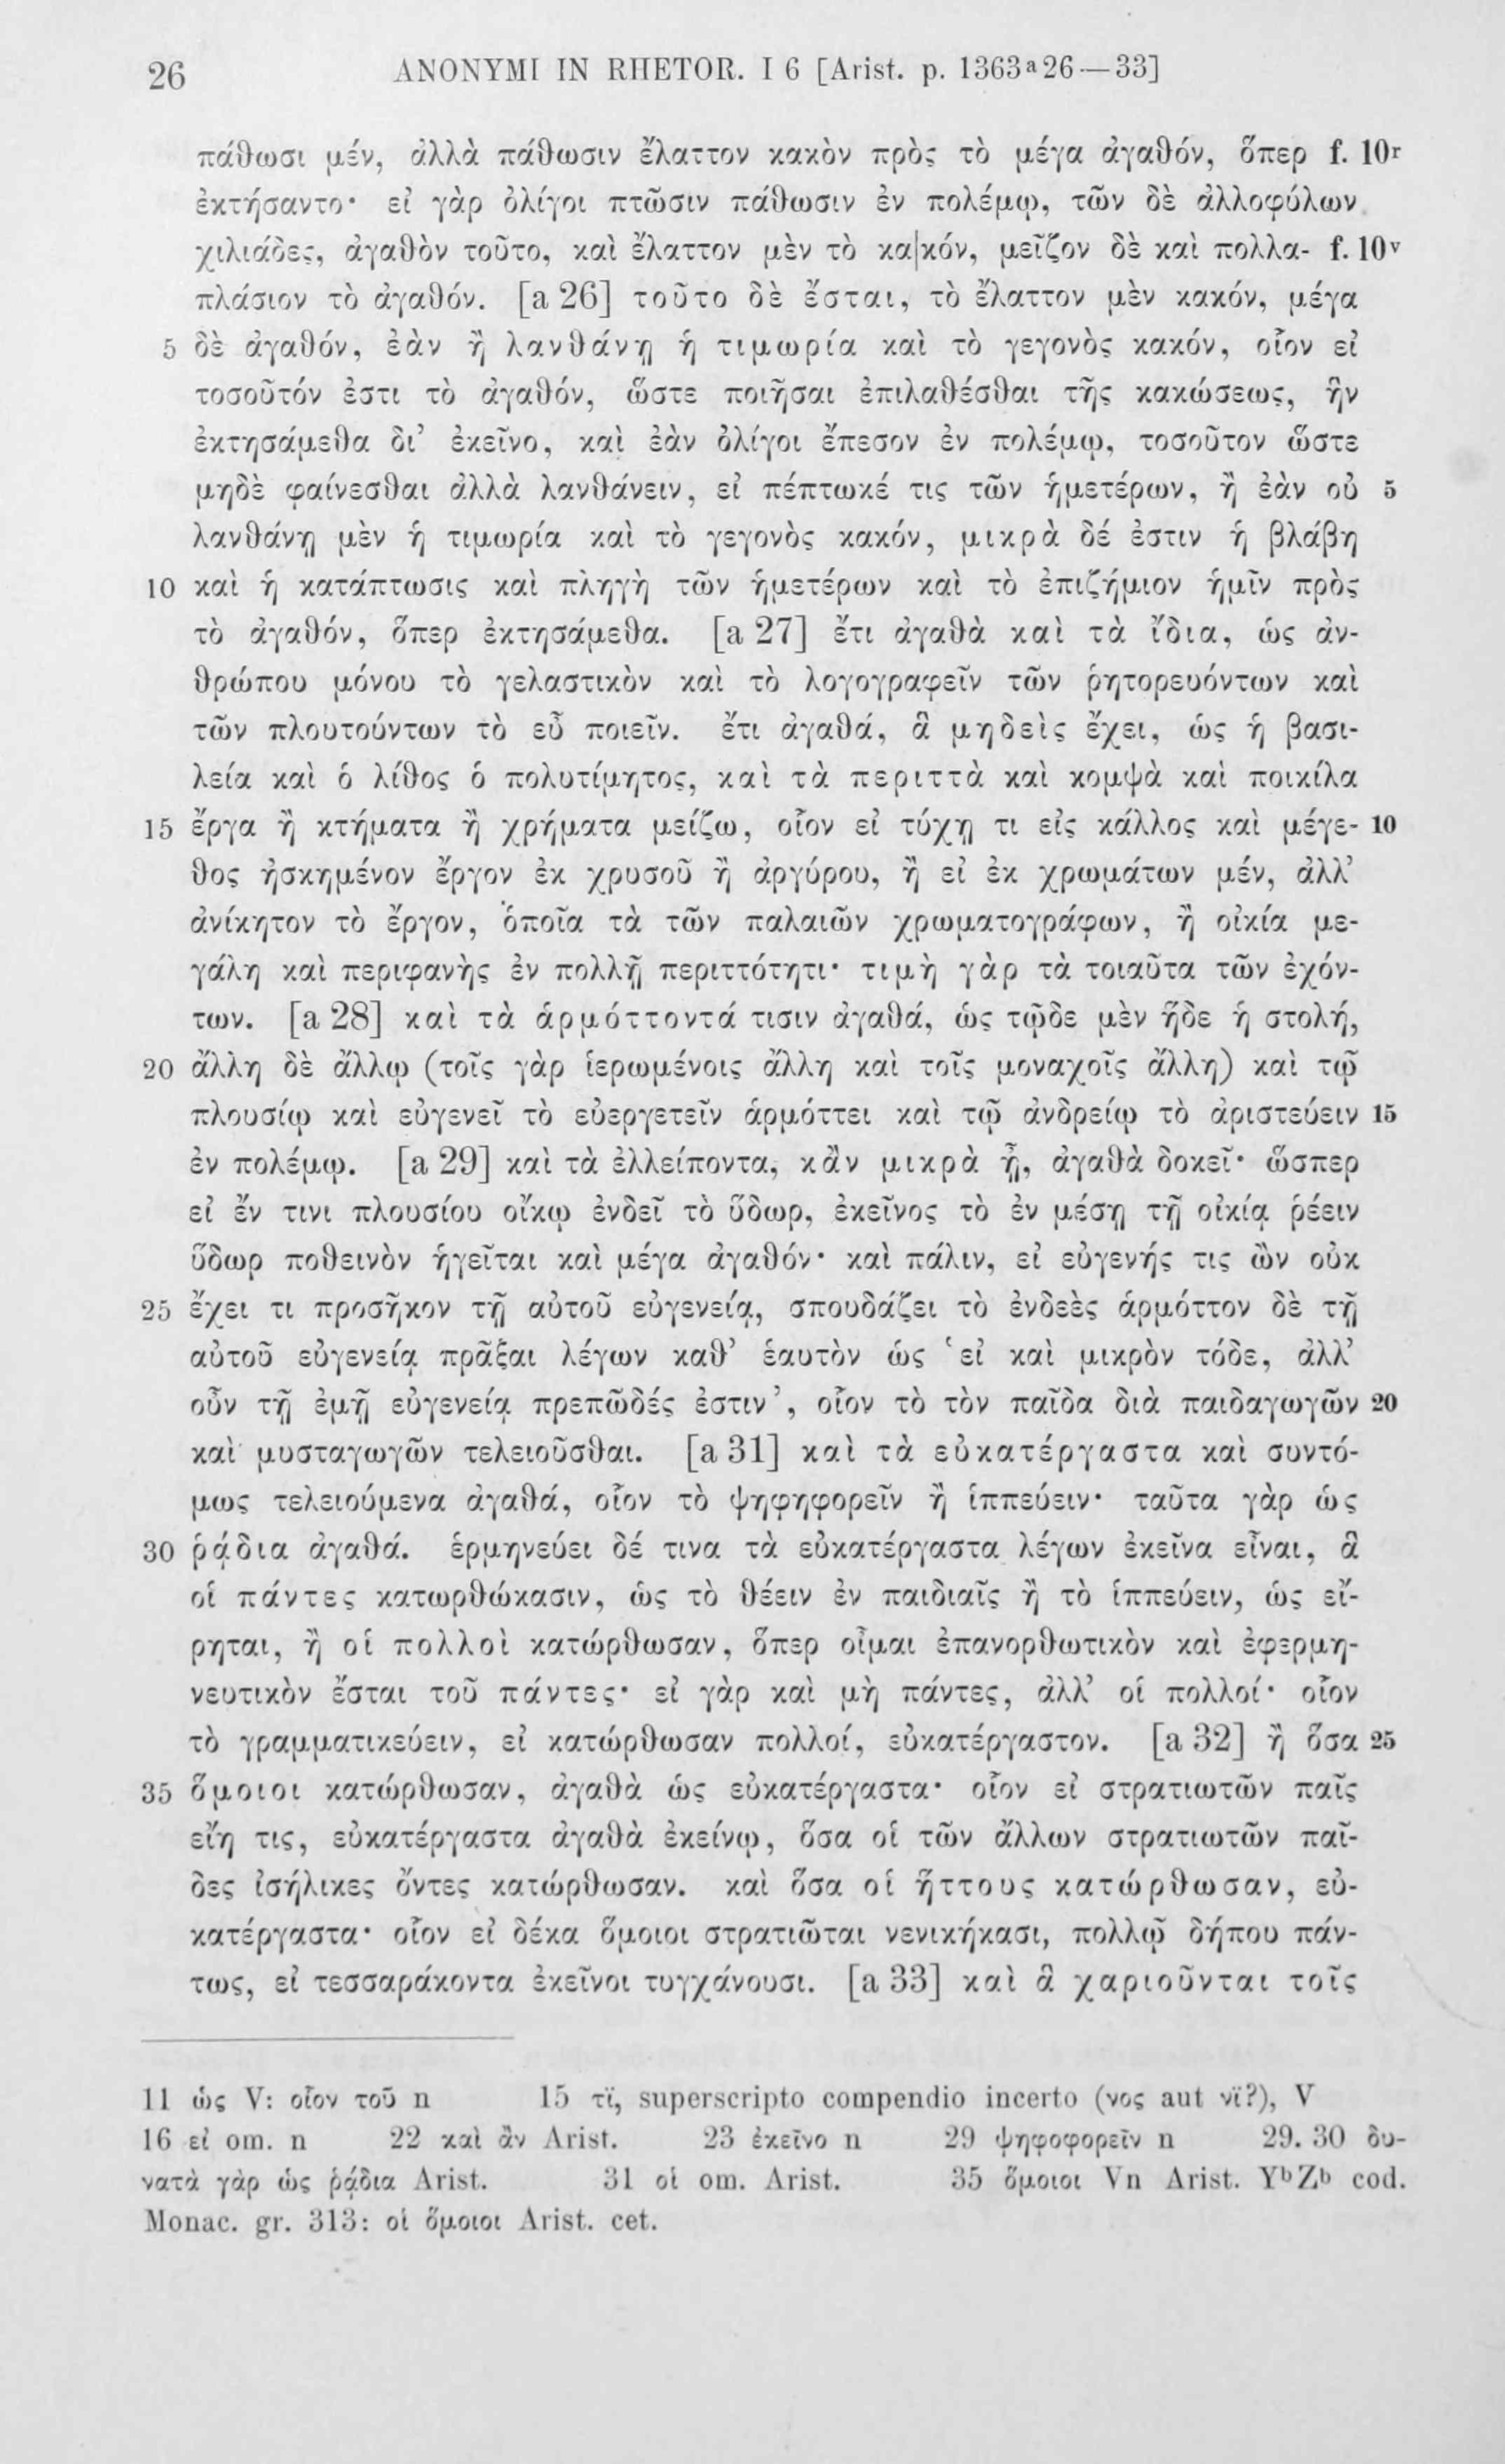 26 ANONYMI IN RHETOR. I 6 [Arist. p. 1363a26—33]
πάθωσι μέν, ἀλλὰ πάθωσιν ἔλαττον κακὸν πρὸς τὸ μέγα ἀγαθόν, ὅπερ f. 10r
ἐκτήσαντο· εἰ γὰρ ὀλίγοι πτῶσιν πάθωσιν ἐν πολέμῳ, τῶν δὲ ἀλλοφύλων
χιλιάδες, ἀγαθὸν τοῦτο, καὶ ἔλαττον μὲν τὸ κα|κόν, μεῖζον δὲ καὶ πολλα- f. 10v
πλάσιον τὸ ἀγαθόν. [a 26] τοῦτο δὲ ἔσται, τὸ ἔλαττον μὲν κακόν, μέγα
5 δὲ ἀγαθόν, ἐὰν ἢ λανθάνῃ ἡ τιμωρία καὶ τὸ γεγονὸς κακόν, οἷον εἰ
τοσοῦτόν ἐστι τὸ ἀγαθόν, ὥστε ποιῆσαι ἐπιλαθέσθαι τῆς κακώσεως, ἣν
ἐκτησάμεθα δι’ ἐκεῖνο, καὶ ἐὰν ὀλίγοι ἔπεσον ἐν πολέμῳ, τοσοῦτον ὥστε
μηδὲ φαίνεσθαι ἀλλὰ λανθάνειν, εἰ πέπτωκέ τις τῶν ἡμετέρων, ἢ ἐὰν οὐ 5
λανθάνῃ μὲν ἡ τιμωρία καὶ τὸ γεγονὸς κακόν, μικρὰ δέ ἐστιν ἡ βλάβη
10 καὶ ἡ κατάπτωσις καὶ πληγὴ τῶν ἡμετέρων καὶ τὸ ἐπιζήμιον ἡμῖν πρὸς
τὸ ἀγαθόν, ὅπερ ἐκτησάμεθα. [a 27] ἔτι ἀγαθὰ καὶ τὰ ἴδια, ὡς ἀν-
θρώπου μόνου τὸ γελαστικὸν καὶ τὸ λογογραφεῖν τῶν ῥητορευόντων καὶ
τῶν πλουτούντων τὸ εὖ ποιεῖν. ἔτι ἀγαθά, ἃ μηδεὶς ἔχει, ὡς ἡ βασι-
λεία καὶ ὁ λίθος ὁ πολυτίμητος, καὶ τὰ περιττὰ καὶ κομψὰ καὶ ποικίλα
15 ἔργα ἢ κτήματα ἢ χρήματα μείζω, οἷον εἰ τύχῃ τι εἰς κάλλος καὶ μέγε- 10
θος ἠσκημένον ἔργον ἐκ χρυσοῦ ἢ ἀργύρου, ἢ εἰ ἐκ χρωμάτων μέν, ἀλλ’
ἀνίκητον τὸ ἔργον, ὁποῖα τὰ τῶν παλαιῶν χρωματογράφων, ἢ οἰκία με-
γάλη καὶ περιφανὴς ἐν πολλῇ περιττότητι· τιμὴ γὰρ τὰ τοιαῦτα τῶν ἐχόν-
των. [a 28] καὶ τὰ ἁρμόττοντά τισιν ἀγαθά, ὡς τῷδε μὲν ἥδε ἡ στολή,
20 ἄλλη δὲ ἄλλῳ (τοῖς γὰρ ἱερωμένοις ἄλλη καὶ τοῖς μοναχοῖς ἄλλη) καὶ τῷ
πλουσίῳ καὶ εὐγενεῖ τὸ εὐεργετεῖν ἁρμόττει καὶ τῷ ἀνδρείῳ τὸ ἀριστεύειν 15
ἐν πολέμῳ. [a 29] καὶ τὰ ἐλλείποντα, κἂν μικρὰ ᾖ, ἀγαθὰ δοκεῖ· ὥσπερ
εἰ ἔν τινι πλουσίου οἴκῳ ἐνδεῖ τὸ ὕδωρ, ἐκεῖνος τὸ ἐν μέσῃ τῇ οἰκίᾳ ῥέειν
ὕδωρ ποθεινὸν ἡγεῖται καὶ μέγα ἀγαθόν· καὶ πάλιν, εἰ εὐγενής τις ὢν οὐκ
25 ἔχει τι προσῆκον τῇ αὐτοῦ εὐγενείᾳ, σπουδάζει τὸ ἐνδεὲς ἁρμόττον δὲ τῇ
αὐτοῦ εὐγενείᾳ πρᾶξαι λέγων καθ’ ἑαυτὸν ὡς ‘εἰ καὶ μικρὸν τόδε, ἀλλ’
οὖν τῇ ἐμῇ εὐγενείᾳ πρεπῶδές ἐστιν’, οἷον τὸ τὸν παῖδα διὰ παιδαγωγῶν 20
καὶ μυσταγωγῶν τελειοῦσθαι. [a 31] καὶ τὰ εὐκατέργαστα καὶ συντό-
μως τελειούμενα ἀγαθά, οἷον τὸ ψηφηφορεῖν ἢ ἱππεύειν· ταῦτα γὰρ ὡς
30 ῥᾴδια ἀγαθά. ἑρμηνεύει δέ τινα τὰ εὐκατέργαστα λέγων ἐκεῖνα εἶναι, ἃ
οἱ πάντες κατωρθώκασιν, ὡς τὸ θέειν ἐν παιδιαῖς ἢ τὸ ἱππεύειν, ὡς εἴ-
ρηται, ἢ οἱ πολλοὶ κατώρθωσαν, ὅπερ οἶμαι ἐπανορθωτικὸν καὶ ἐφερμη-
νευτικὸν ἔσται τοῦ πάντες· εἰ γὰρ καὶ μὴ πάντες, ἀλλ’ οἱ πολλοί· οἷον
τὸ γραμματικεύειν, εἰ κατώρθωσαν πολλοί, εὐκατέργαστον. [a 32] ἢ ὅσα 25
35 ὅμοιοι κατώρθωσαν, ἀγαθὰ ὡς εὐκατέργαστα· οἷον εἰ στρατιωτῶν παῖς
εἴη τις, εὐκατέργαστα ἀγαθὰ ἐκείνῳ, ὅσα οἱ τῶν ἄλλων στρατιωτῶν παῖ-
δες ἰσήλικες ὄντες κατώρθωσαν. καὶ ὅσα οἱ ἥττους κατώρθωσαν, εὐ-
κατέργαστα· οἷον εἰ δέκα ὅμοιοι στρατιῶται νενικήκασι, πολλῷ δήπου πάν-
τως, εἰ τεσσαράκοντα ἐκεῖνοι τυγχάνουσι. [a 33] καὶ ἃ χαριοῦνται τοῖς
11 ὡς V: οἷον τοῦ n 15 τϊ, superscripto compendio incerto (νος aut νϊ?), V
16 εἰ om. n 22 καὶ ἂν Arist. 23 ἐκεῖνο n 29 ψηφοφορεῖν n 29. 30 δυ-
νατὰ γὰρ ὡς ῥᾴδια Arist. 31 οἱ om. Arist. 35 ὅμοιοι Vn Arist. YbZb cod.
Monac. gr. 313: οἱ ὅμοιοι Arist. cet.